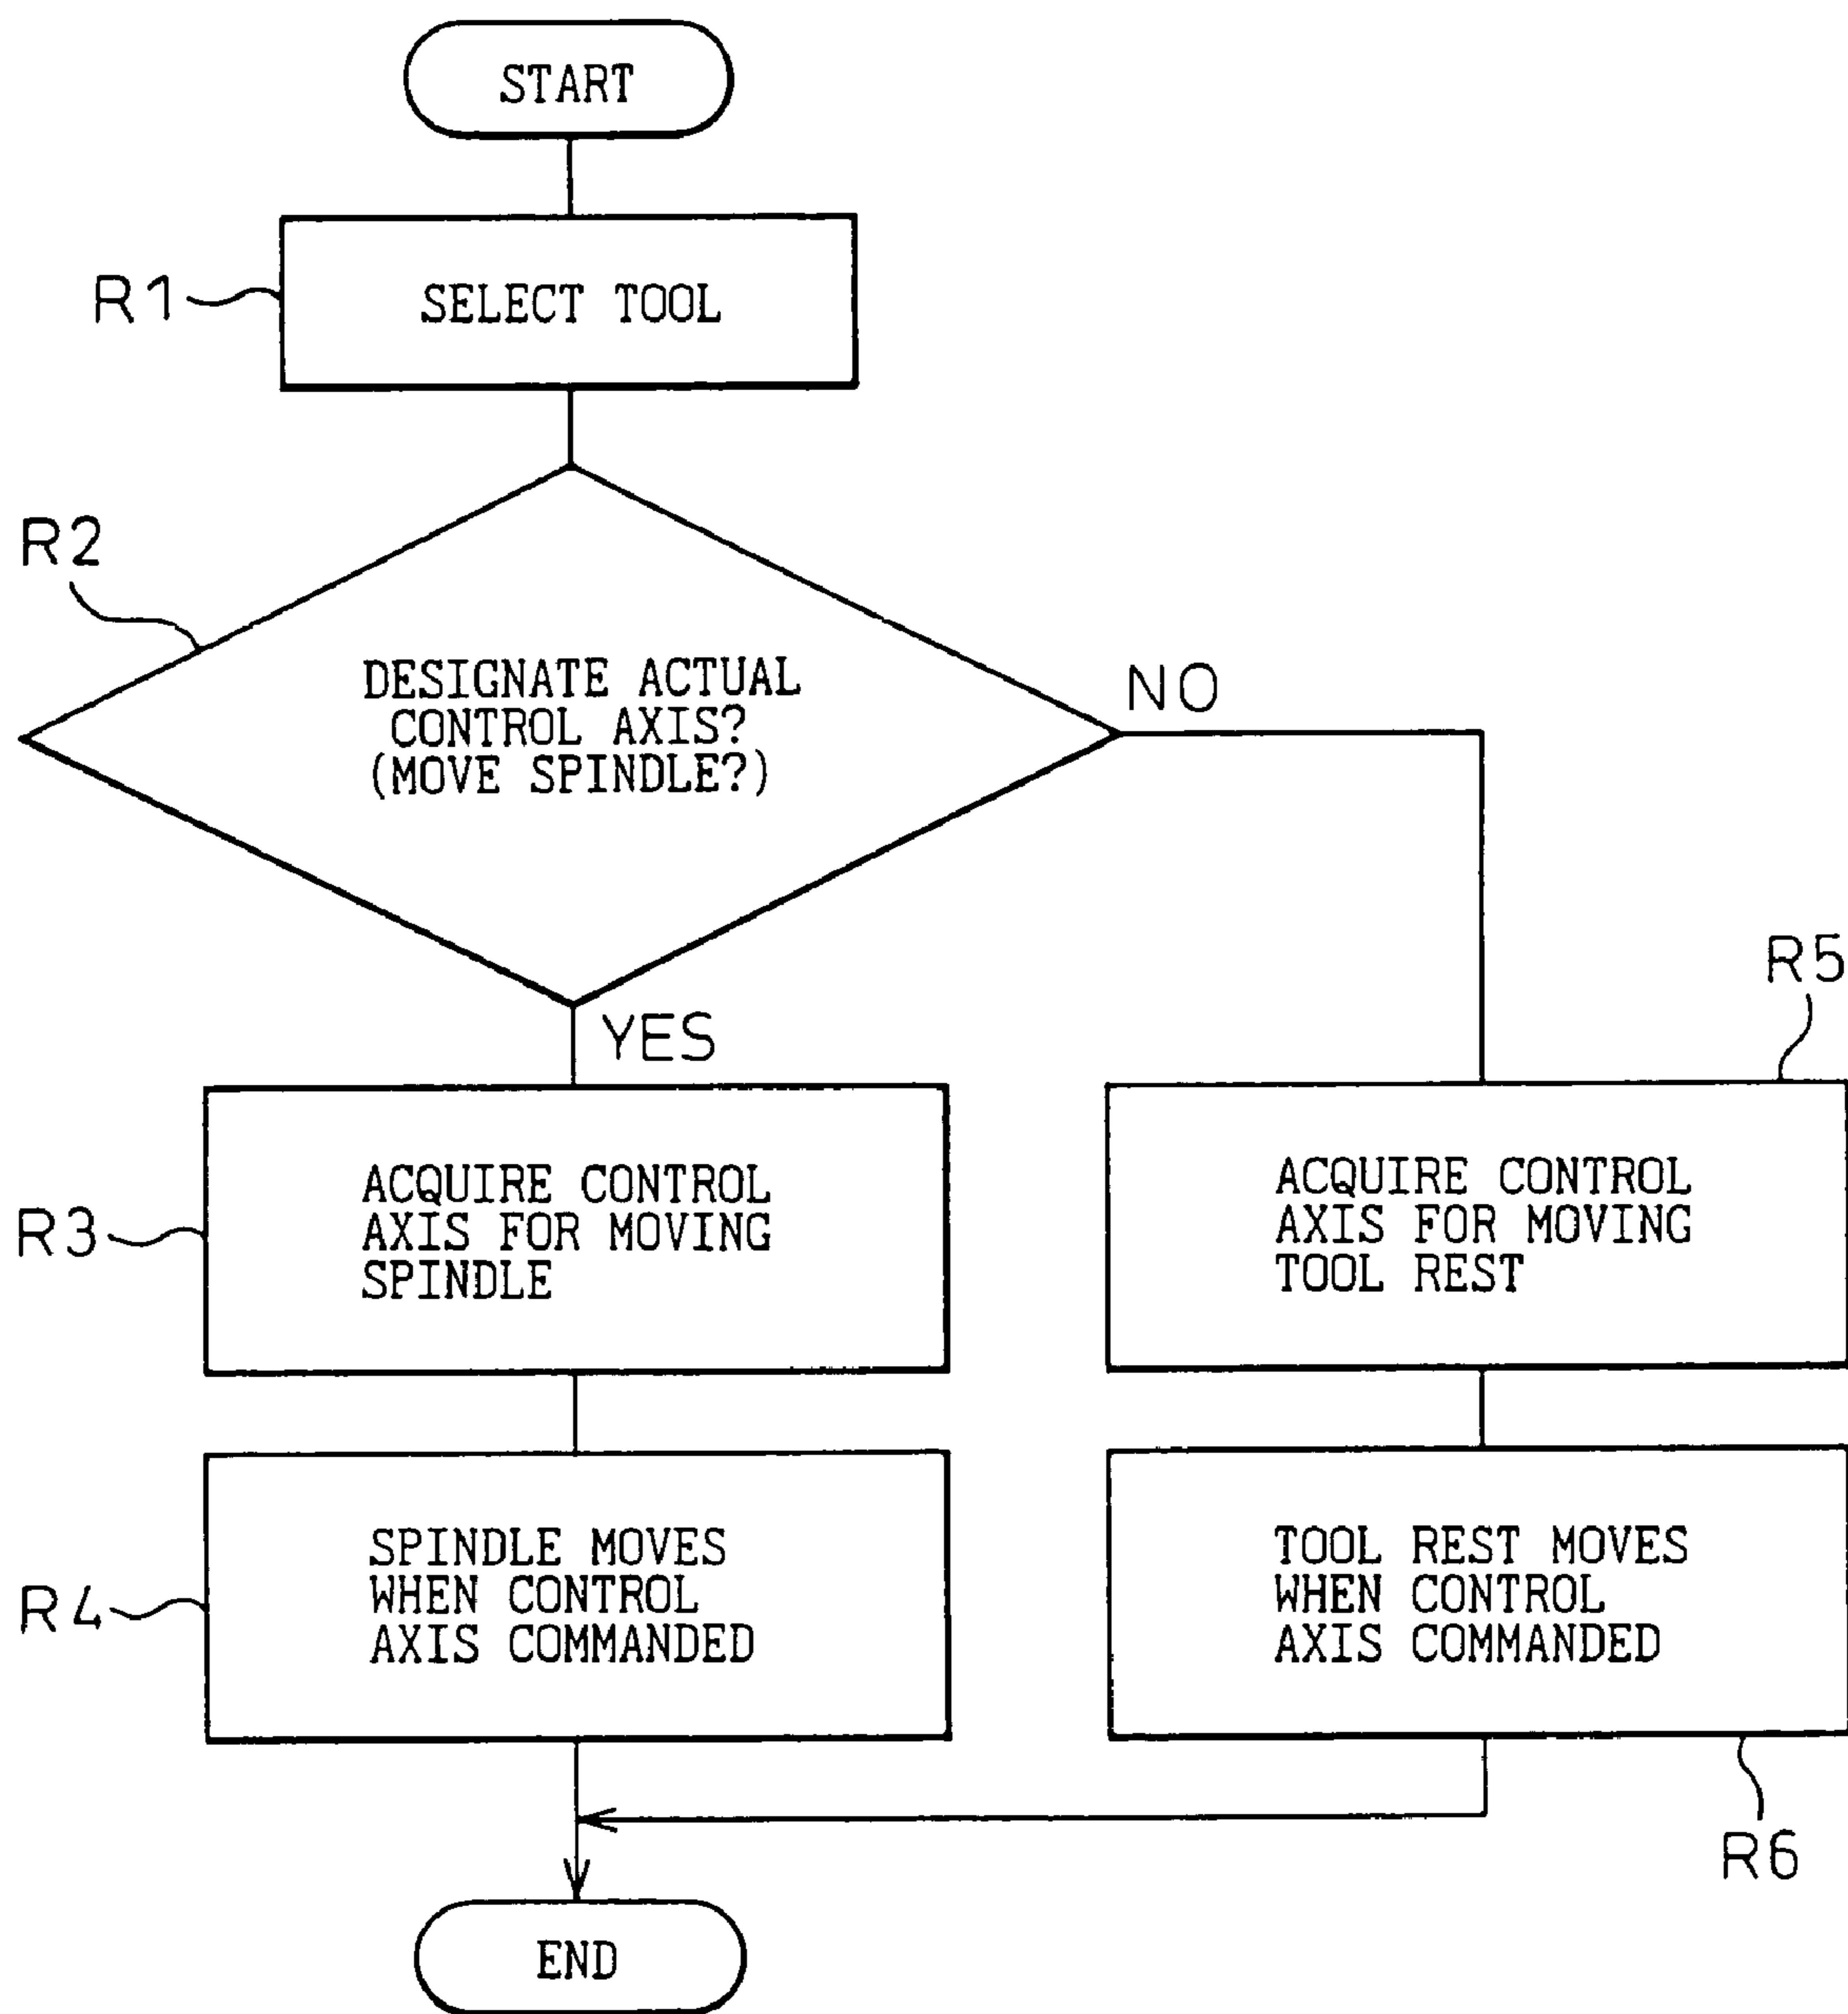 START
R1
SELECT TOOL
R2
DESIGNATE ACTUAL
CONTROL AXIS?
(MOVE SPINDLE?)
NO
YES
R3
ACQUIRE CONTROL
AXIS FOR MOVING
SPINDLE
R5
ACQUIRE CONTROL
AXIS FOR MOVING
TOOL REST
R4
SPINDLE MOVES
WHEN CONTROL
AXIS COMMANDED
TOOL REST MOVES
WHEN CONTROL
AXIS COMMANDED
R6
END